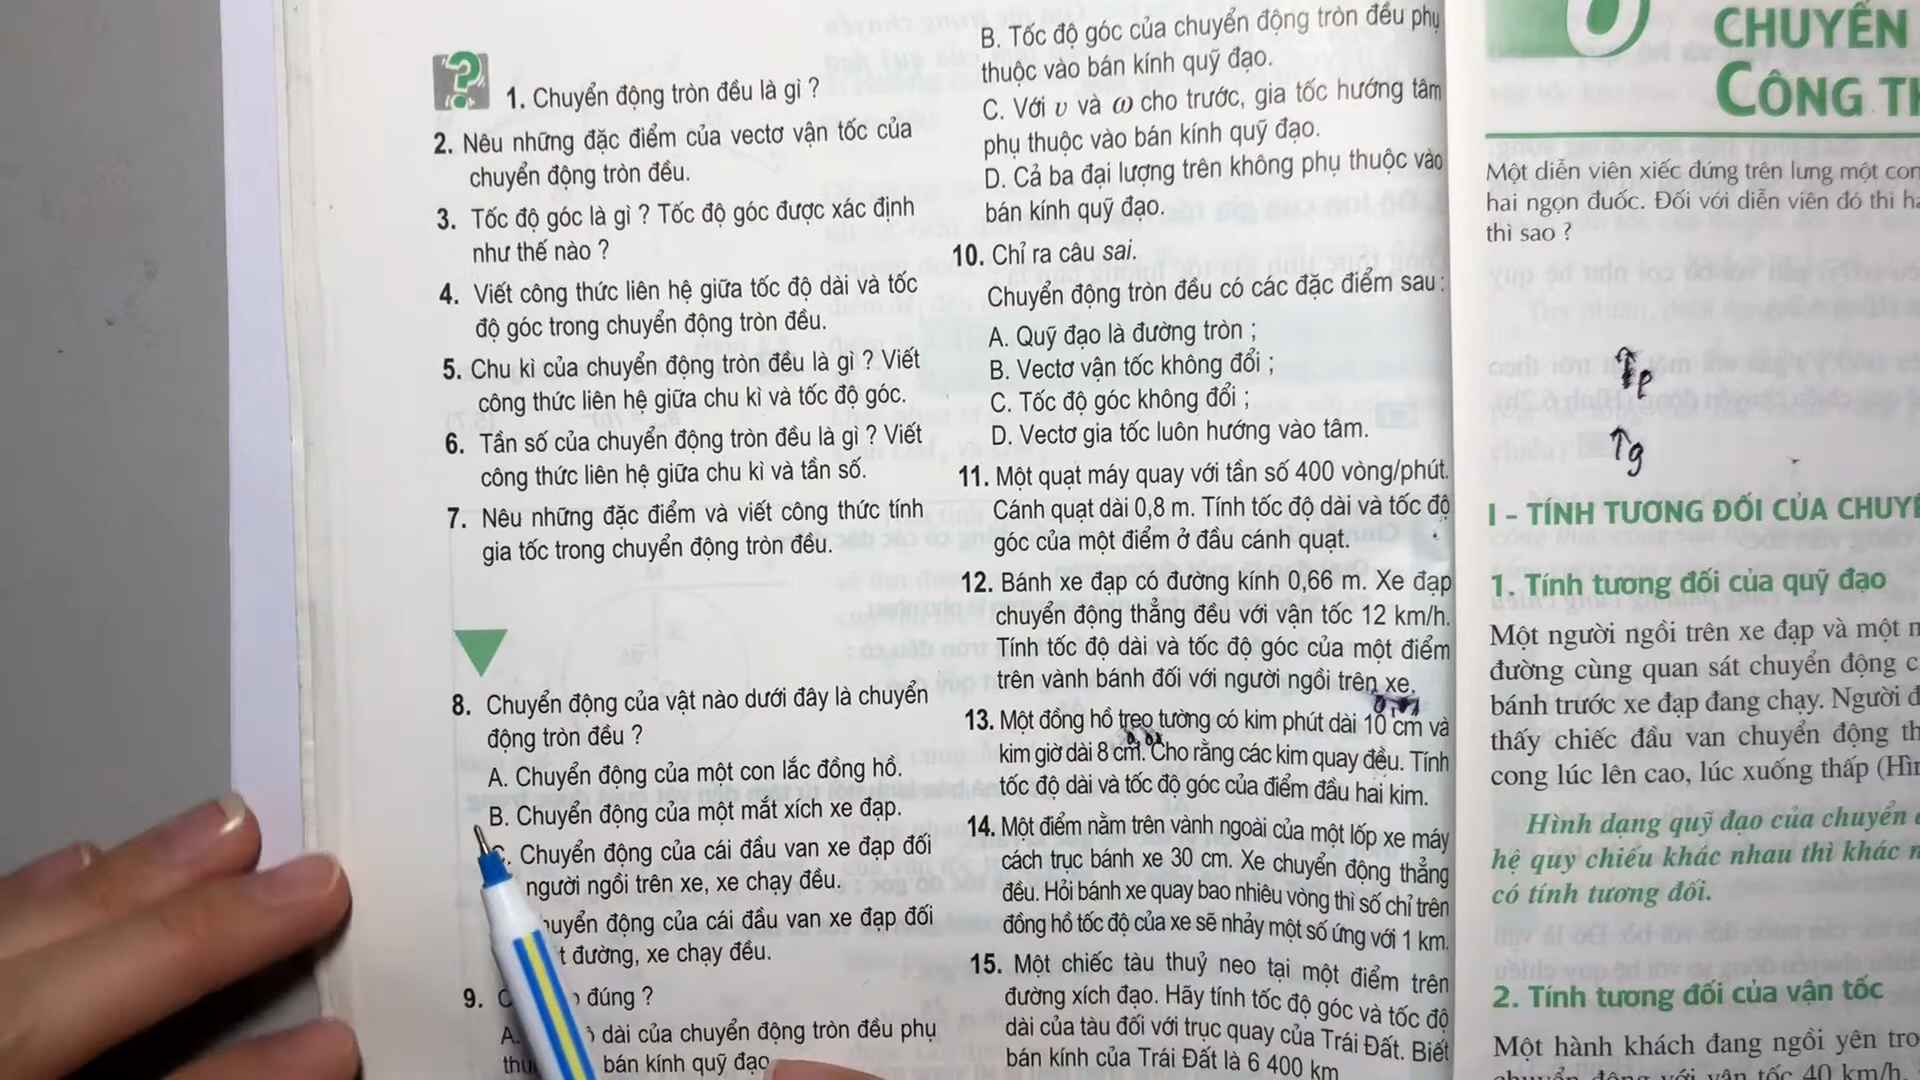 1. Chuyển động tròn đều là gì ?
2. Nêu những đặc điểm của vectơ vận tốc của
chuyển động tròn đều.
3. Tốc độ góc là gì ? Tốc độ góc được xác định
như thế nào ?
4. Viết công thức liên hệ giữa tốc độ dài và tốc
độ góc trong chuyển động tròn đều.
5. Chu kì của chuyển động tròn đều là gì ? Viết
công thức liên hệ giữa chu kì và tốc độ góc.
6. Tần số của chuyển động tròn đều là gì ? Viết
công thức liên hệ giữa chu kì và tần số.
7. Nêu những đặc điểm và viết công thức tính
gia tốc trong chuyển động tròn đều.
8. Chuyển động của vật nào dưới đây là chuyển
động tròn đều ?
A. Chuyển động của một con lắc đồng hồ.
B. Chuyển động của một mắt xích xe đạp.
Chuyển động của cái đầu van xe đạp đối
người ngồi trên xe, xe chạy đều.
động của cái đầu van xe đạp đối
đường, xe chạy đều.
9. đúng ?
A. dài của chuyển động tròn đều phụ
bán kính quỹ đạo
B. Tốc độ góc của chuyển động tròn đều phụ
thuộc vào bán kính quỹ đạo.
C. Với v và ω cho trước, gia tốc hướng tâm
phụ thuộc vào bán kính quỹ đạo.
D. Cả ba đại lượng trên không phụ thuộc vào
bán kính quỹ đạo.
10. Chỉ ra câu sai.
Chuyển động tròn đều có các đặc điểm sau :
A. Quỹ đạo là đường tròn ;
B. Vectơ vận tốc không đổi ;
C. Tốc độ góc không đổi ;
D. Vectơ gia tốc luôn hướng vào tâm.
11. Một quạt máy quay với tần số 400 vòng/phút.
Cánh quạt dài 0,8 m. Tính tốc độ dài và tốc độ
góc của một điểm ở đầu cánh quạt.
12. Bánh xe đạp có đường kính 0,66 m. Xe đạp
chuyển động thẳng đều với vận tốc 12 km/h.
Tính tốc độ dài và tốc độ góc của một điểm
trên vành bánh đối với người ngồi trên xe.
13. Một đồng hồ treo tường có kim phút dài 10 cm và
kim giờ dài 8 cm. Cho rằng các kim quay đều. Tính
tốc độ dài và tốc độ góc của điểm đầu hai kim.
14. Một điểm nằm trên vành ngoài của một lốp xe máy
cách trục bánh xe 30 cm. Xe chuyển động thẳng
đều. Hỏi bánh xe quay bao nhiêu vòng thì số chỉ trên
đồng hồ tốc độ của xe sẽ nhảy một số ứng với 1 km.
15. Một chiếc tàu thuỷ neo tại một điểm trên
đường xích đạo. Hãy tính tốc độ góc và tốc độ
dài của tàu đối với trục quay của Trái Đất. Biết
bán kính của Trái Đất là 6 400 km
CHUYỂN
CÔNG TH
Một diễn viên xiếc đứng trên lưng một con
hai ngọn đuốc. Đối với diễn viên đó thì
thì sao ?
p
g
I - TÍNH TƯƠNG ĐỐI CỦA CHUYỂ
1. Tính tương đối của quỹ đạo
Một người ngồi trên xe đạp và một
đường cùng quan sát chuyển động
bánh trước xe đạp đang chạy. Người
thấy chiếc đầu van chuyển động
cong lúc lên cao, lúc xuống thấp (Hìn
Hình dạng quỹ đạo của chuyển
hệ quy chiếu khác nhau thì khác
có tính tương đối.
2. Tính tương đối của vận tốc
Một hành khách đang ngồi yên tro
chuyển động với vận tốc 40 km/h.